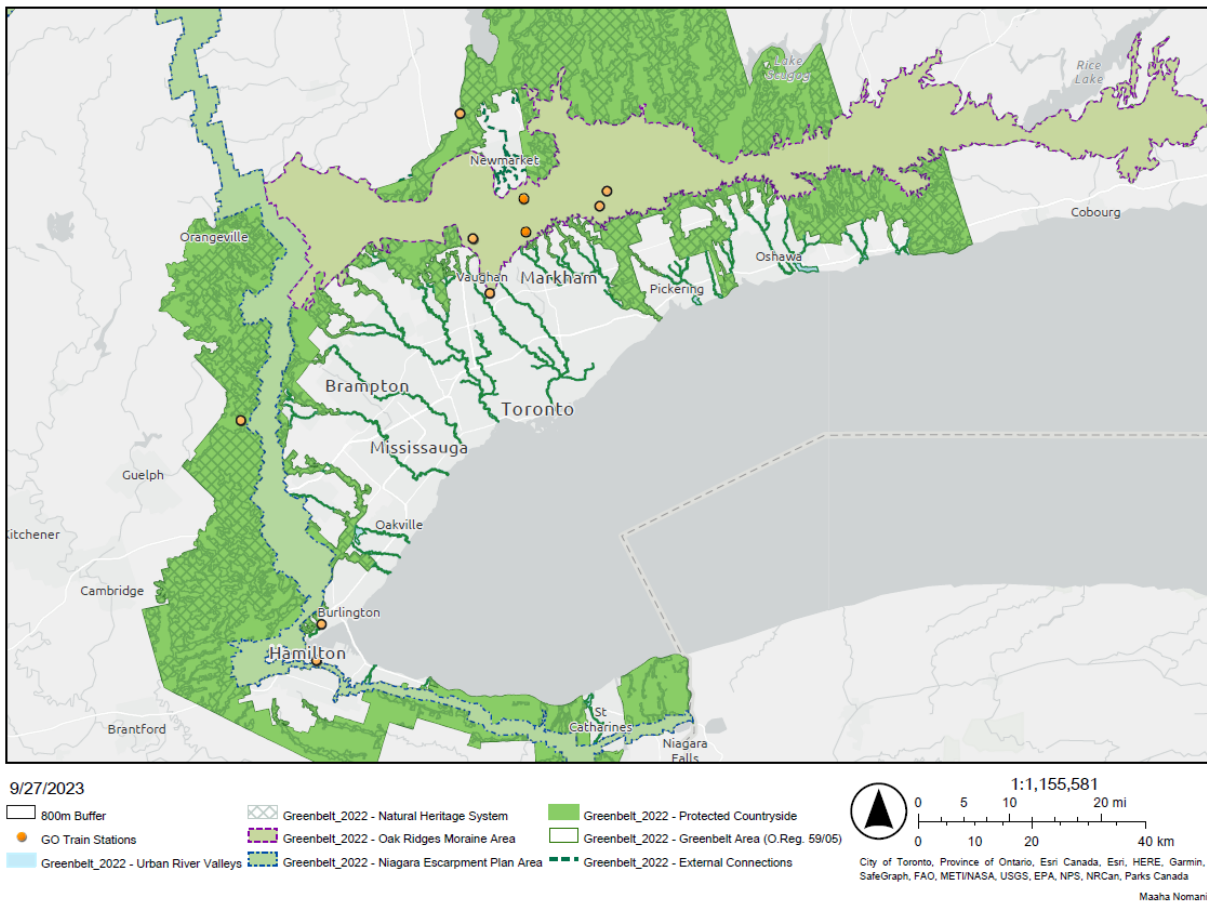 Lake
Scugog
Rice
Lake
Newmarket
Orangeville
Cobourg
Vaughan
Markham
Oshawa
Pickering
Brampton
Toronto
Mississauga
Guelph
Oakville
Kitchener
Cambridge
Burlington
Hamilton
St
Catharines
Brantford
Niagara
Falls
9/27/2023
800m Buffer
GO Train Stations
Greenbelt_2022 - Urban River Valleys
Greenbelt_2022 - Natural Heritage System
Greenbelt_2022 - Oak Ridges Moraine Area
Greenbelt_2022 - Niagara Escarpment Plan Area
Greenbelt_2022 - Protected Countryside
Greenbelt_2022 - Greenbelt Area (O.Reg. 59/05)
Greenbelt_2022 - External Connections
1:1,155,581
0 5 10 20 mi
0 10 20 40 km
City of Toronto, Province of Ontario, Esri Canada, Esri, HERE, Garmin,
SafeGraph, FAO, METI/NASA, USGS, EPA, NPS, NRCan, Parks Canada
Maaha Nomani